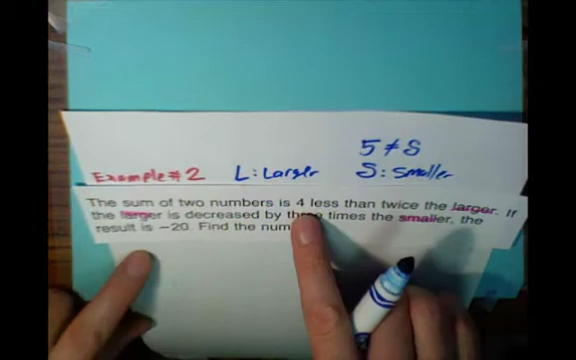 5 ≠ S
Example #2 L: Larger S: Smaller
The sum of two numbers is 4 less than twice the larger. If
the larger is decreased by three times the smaller, the
result is −20. Find the num